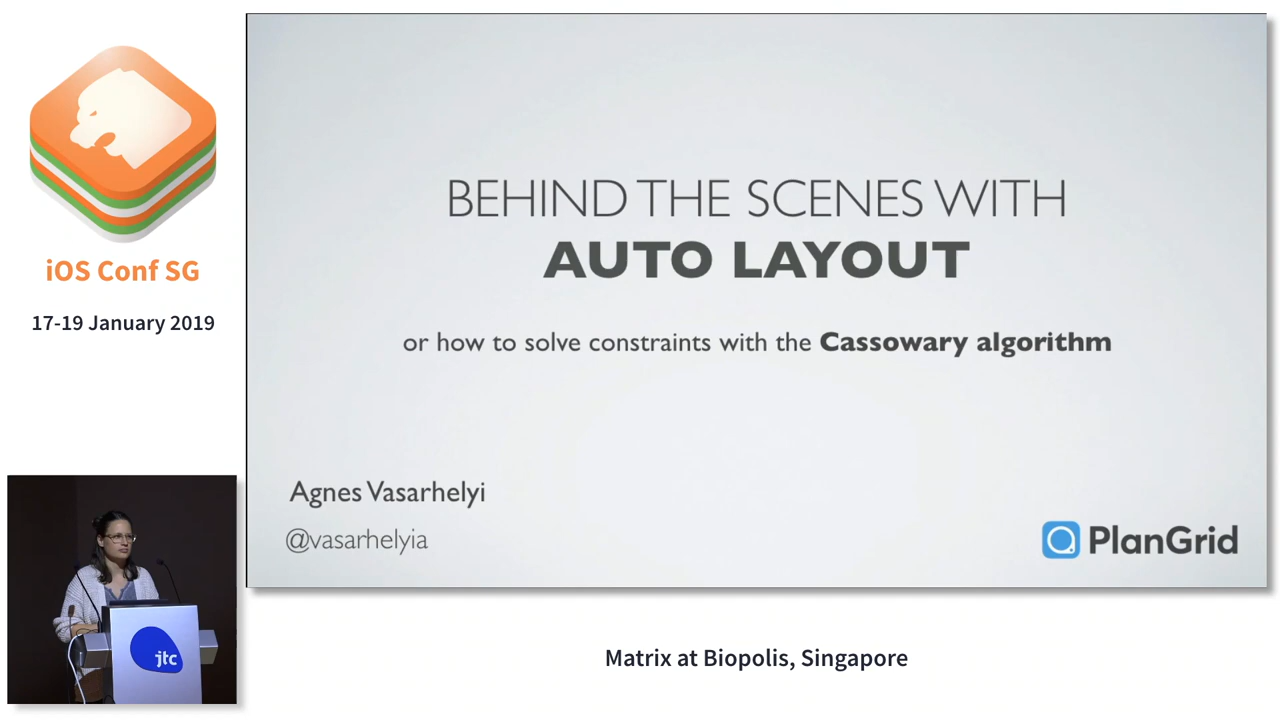 iOS Conf SG
17-19 January 2019
BEHIND THE SCENES WITH
AUTO LAYOUT
or how to solve constraints with the Cassowary algorithm
Agnes Vasarhelyi
@vasarhelyia
PlanGrid
jtc
Matrix at Biopolis, Singapore